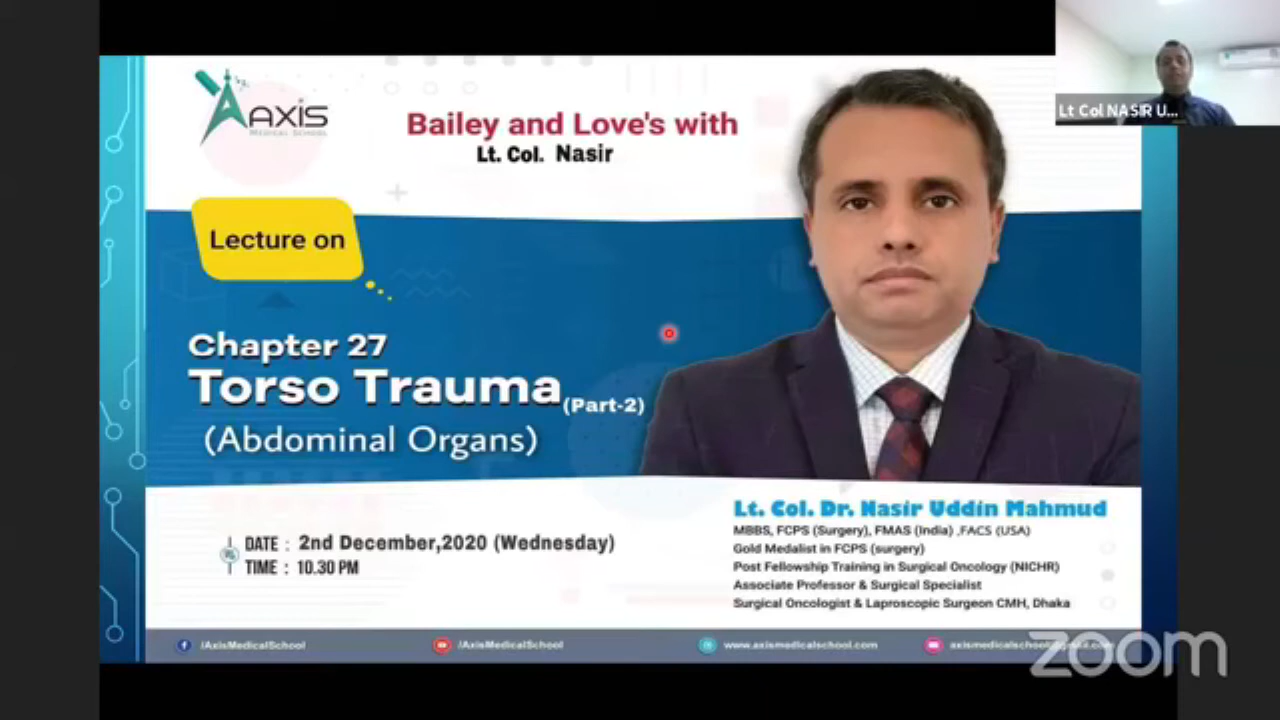 Lt Col NASIR U...
AXIS
MEDICAL SCHOOL
Bailey and Love's with
Lt. Col. Nasir
Lecture on
Chapter 27
Torso Trauma (Part-2)
(Abdominal Organs)
Lt. Col. Dr. Nasir Uddin Mahmud
MBBS, FCPS (Surgery), FMAS (India) ,FACS (USA)
Gold Medalist in FCPS (surgery)
Post Fellowship Training in Surgical Oncology (NICHR)
Associate Professor & Surgical Specialist
Surgical Oncologist & Laproscopic Surgeon CMH, Dhaka
DATE : 2nd December,2020 (Wednesday)
TIME : 10.30 PM
/AxisMedicalSchool
/AxisMedicalSchool
www.axismedicalschool.com
zoom